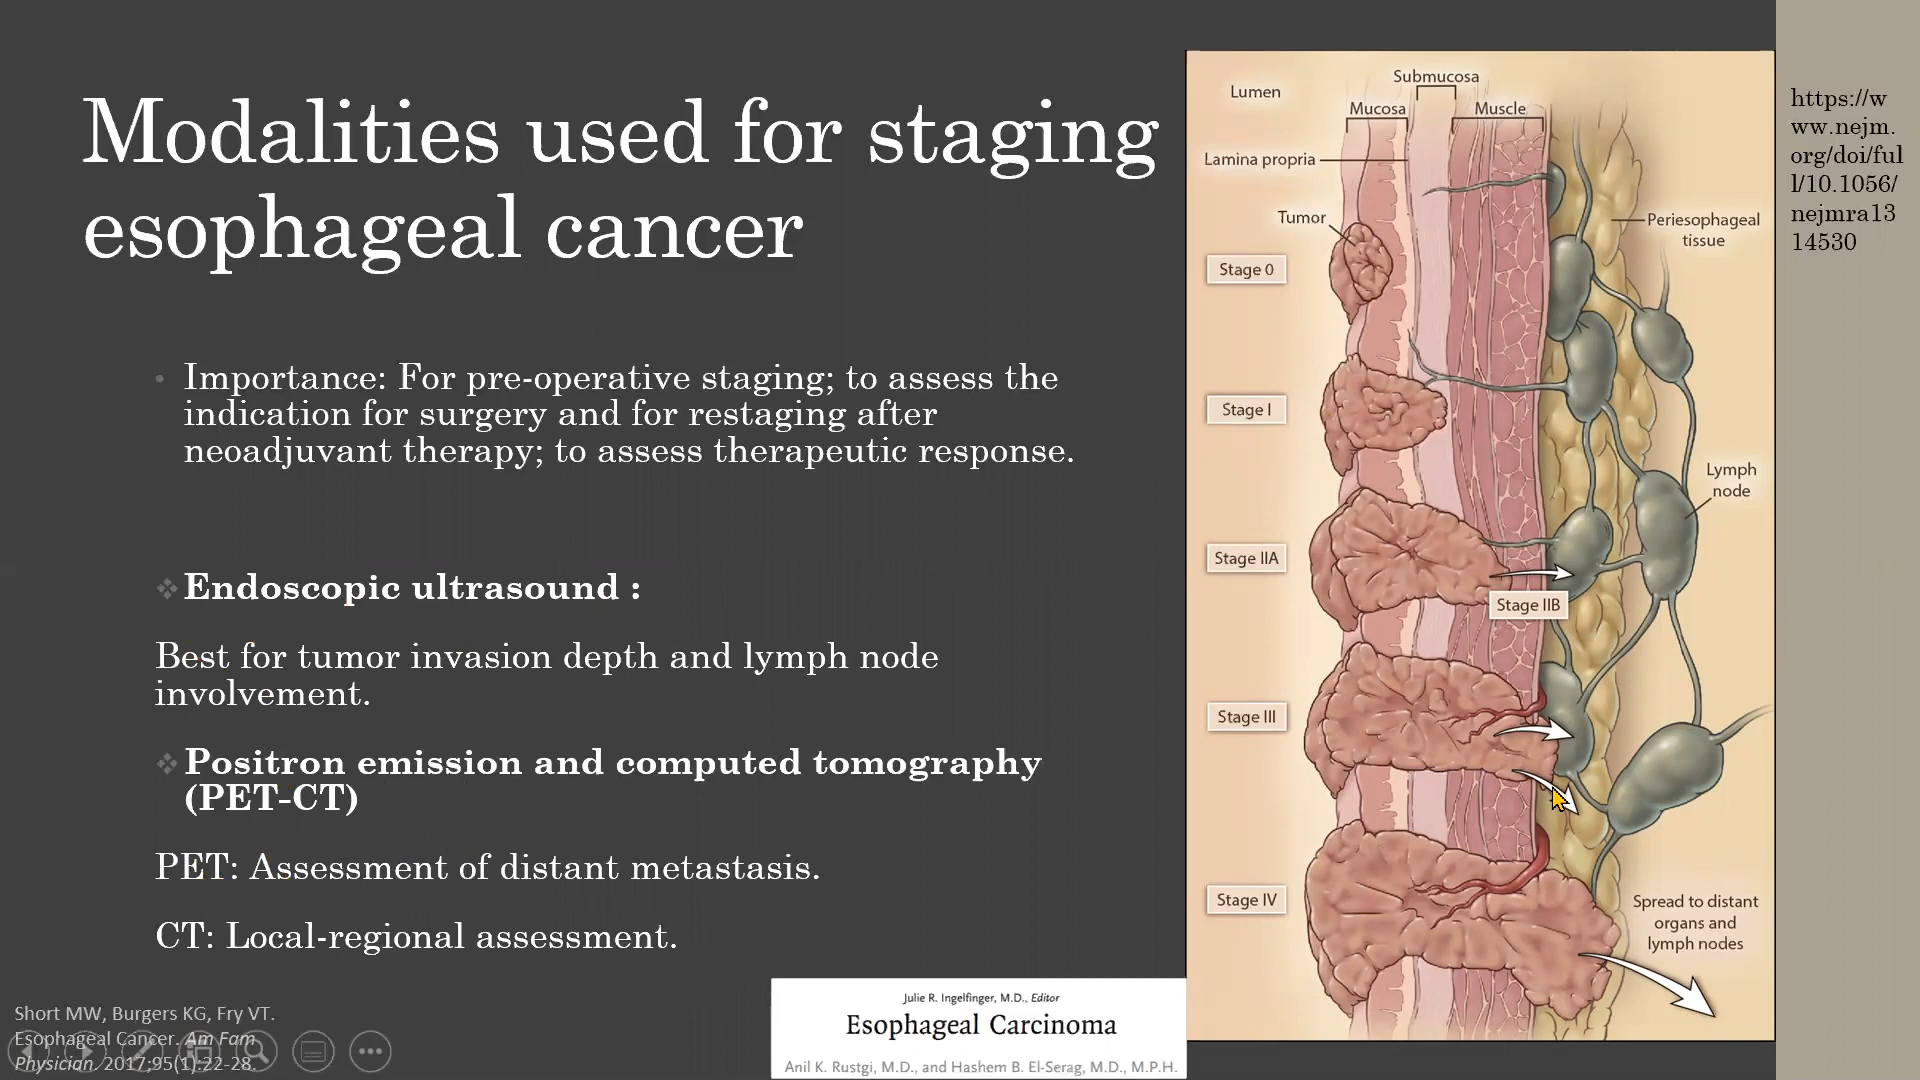 Modalities used for staging
esophageal cancer
• Importance: For pre-operative staging; to assess the
indication for surgery and for restaging after
neoadjuvant therapy; to assess therapeutic response.
❖ Endoscopic ultrasound :
Best for tumor invasion depth and lymph node
involvement.
❖ Positron emission and computed tomography
(PET-CT)
PET: Assessment of distant metastasis.
CT: Local-regional assessment.
Short MW, Burgers KG, Fry VT.
Esophageal Cancer. Am Fam
Physician. 2017;95(1):22-28.
Julie R. Ingelfinger, M.D., Editor
Esophageal Carcinoma
Anil K. Rustgi, M.D., and Hashem B. El-Serag, M.D., M.P.H.
Submucosa
Lumen
Mucosa
Muscle
Lamina propria
Tumor
Periesophageal
tissue
Stage 0
Stage I
Lymph
node
Stage IIA
Stage IIB
Stage III
Stage IV
Spread to distant
organs and
lymph nodes
https://w
ww.nejm.
org/doi/ful
l/10.1056/
nejmra13
14530